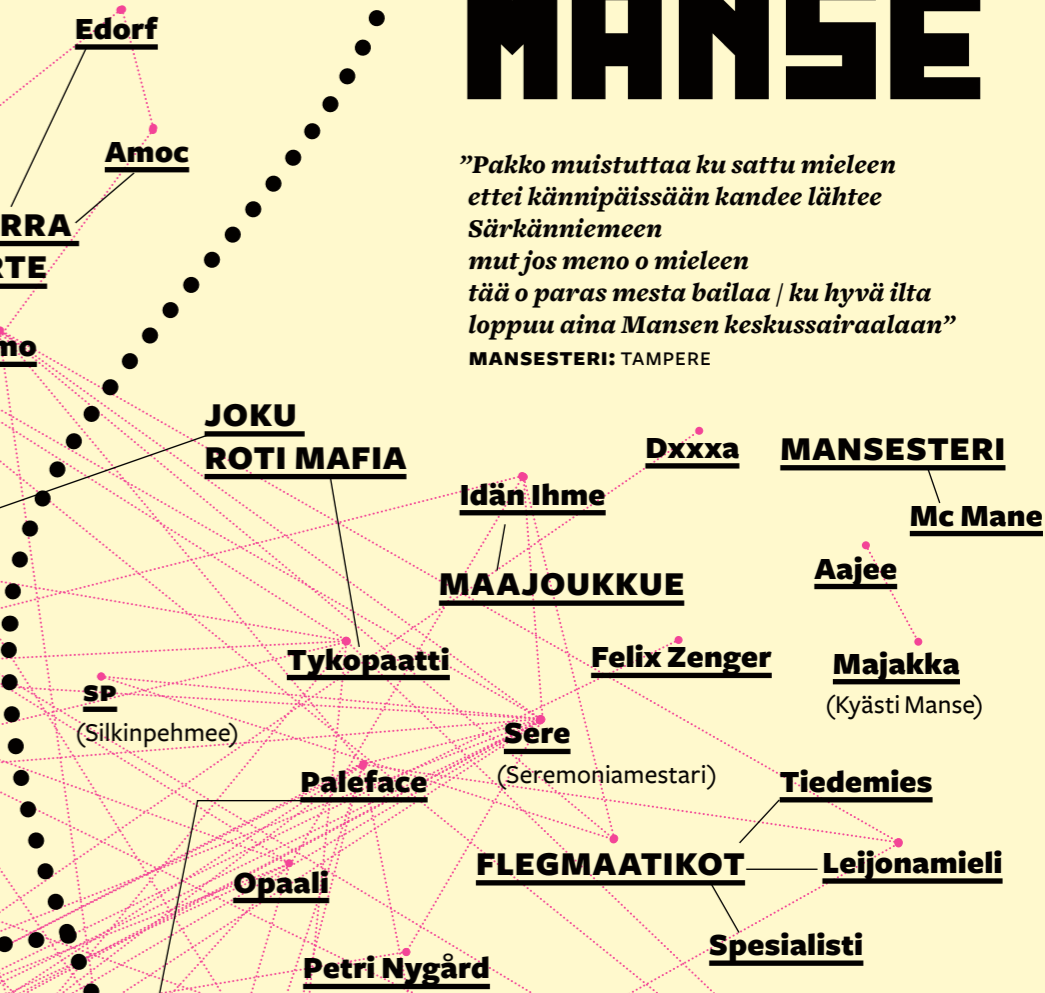 MANSE
Edorf
Amoc
RRA
RTE
mo
”Pakko muistuttaa ku sattu mieleen
ettei kännipäissään kandee lähtee
Särkänniemeen
mut jos meno o mieleen
tää o paras mesta bailaa / ku hyvä ilta
loppuu aina Mansen keskussairaalaan”
MANSESTERI: TAMPERE
JOKU
ROTI MAFIA
Dxxxa
MANSESTERI
Idän Ihme
Mc Mane
Aajee
MAAJOUKKUE
Tykopaatti
Felix Zenger
Majakka
(Kyästi Manse)
SP
(Silkinpehmee)
Sere
(Seremoniamestari)
Paleface
Tiedemies
FLEGMAATIKOT
Leijonamieli
Opaali
Spesialisti
Petri Nygård